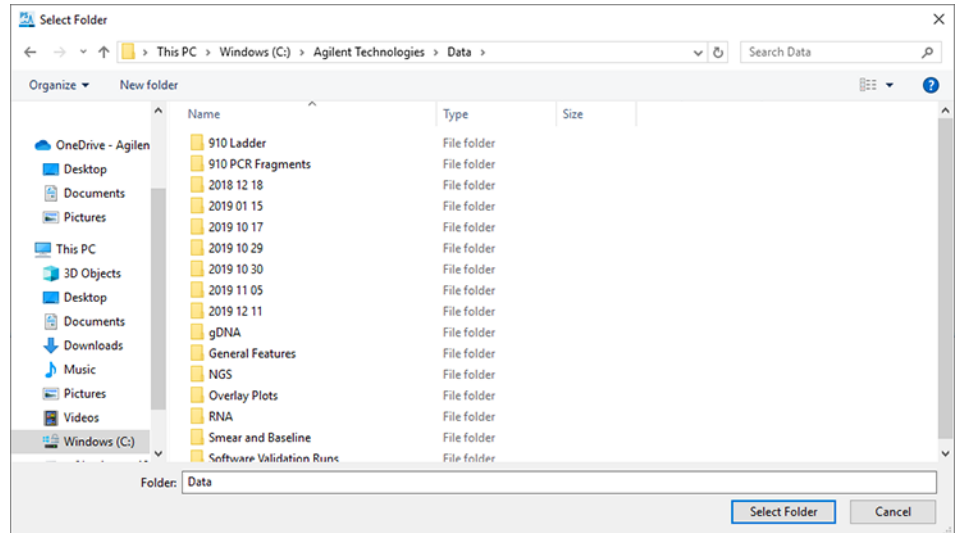 Select Folder
This PC > Windows (C:) > Agilent Technologies > Data >
Search Data
Organize
New folder
Name
Type
Size
OneDrive - Agilen
Desktop
Documents
Pictures
This PC
3D Objects
Desktop
Documents
Downloads
Music
Pictures
Videos
Windows (C:)
910 Ladder File folder
910 PCR Fragments File folder
2018 12 18 File folder
2019 01 15 File folder
2019 10 17 File folder
2019 10 29 File folder
2019 10 30 File folder
2019 11 05 File folder
2019 12 11 File folder
gDNA File folder
General Features File folder
NGS File folder
Overlay Plots File folder
RNA File folder
Smear and Baseline File folder
Software Validation Runs File folder
Folder: Data
Select Folder
Cancel